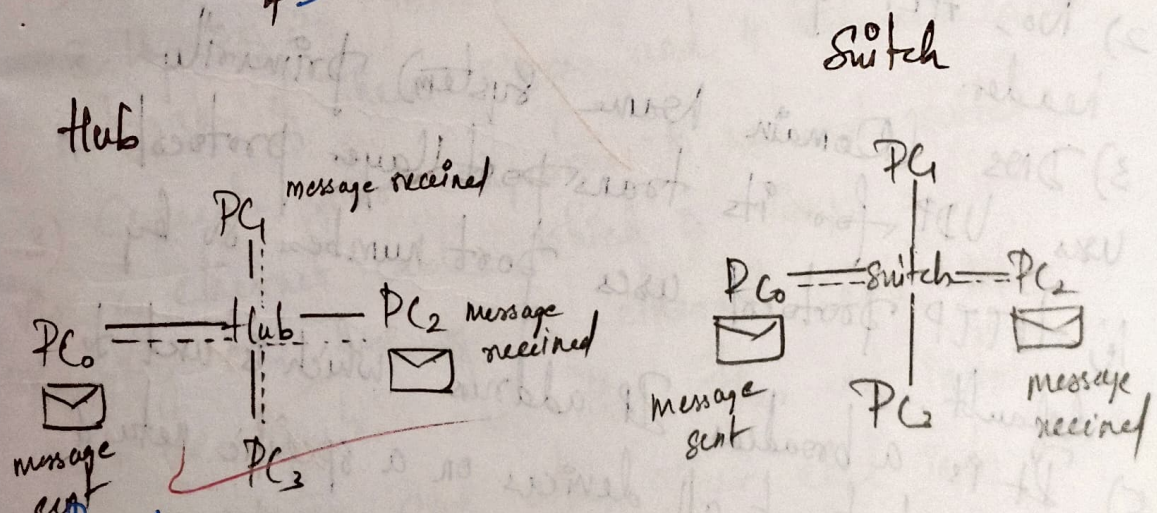 Switch
Hub
PC1
message received
PC0
Hub
PC2 message
received
message
sent
PC3
PC1
PC0
Switch
PC2
message
sent
message
received